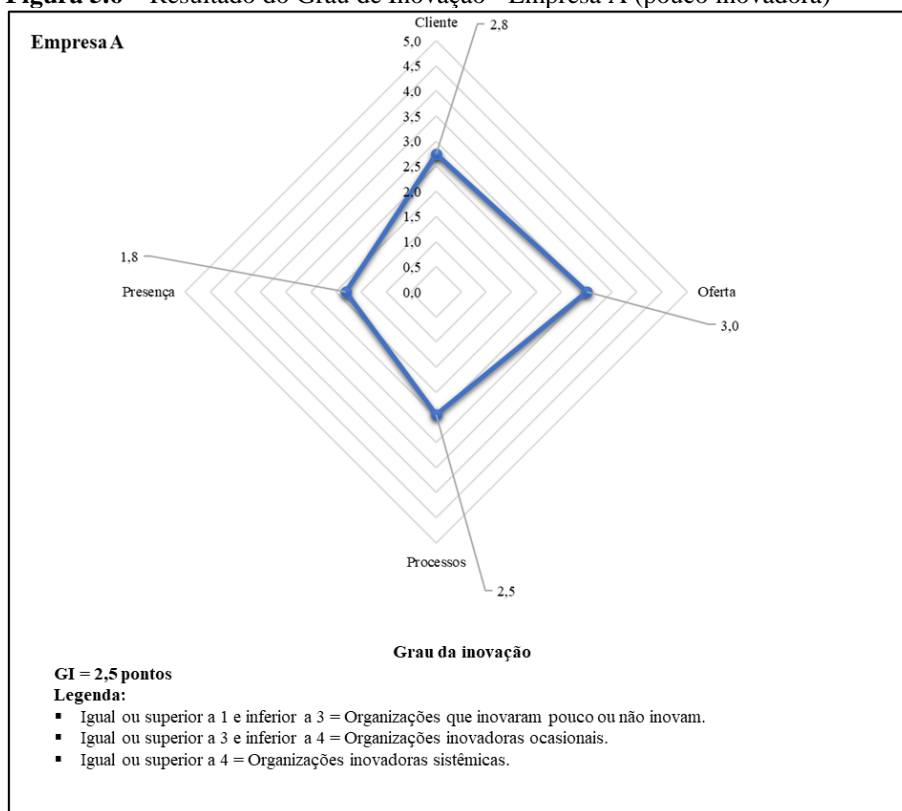 Resultado do Grau de Inovação - Empresa A (pouco inovadora)
Empresa A
Cliente
2,8
5,0
4,5
4,0
3,5
3,0
2,5
2,0
1,5
1,0
0,5
0,0
1,8
Presença
Oferta
3,0
Processos
2,5
Grau da inovação
GI = 2,5 pontos
Legenda:
▪ Igual ou superior a 1 e inferior a 3 = Organizações que inovaram pouco ou não inovam.
▪ Igual ou superior a 3 e inferior a 4 = Organizações inovadoras ocasionais.
▪ Igual ou superior a 4 = Organizações inovadoras sistêmicas.